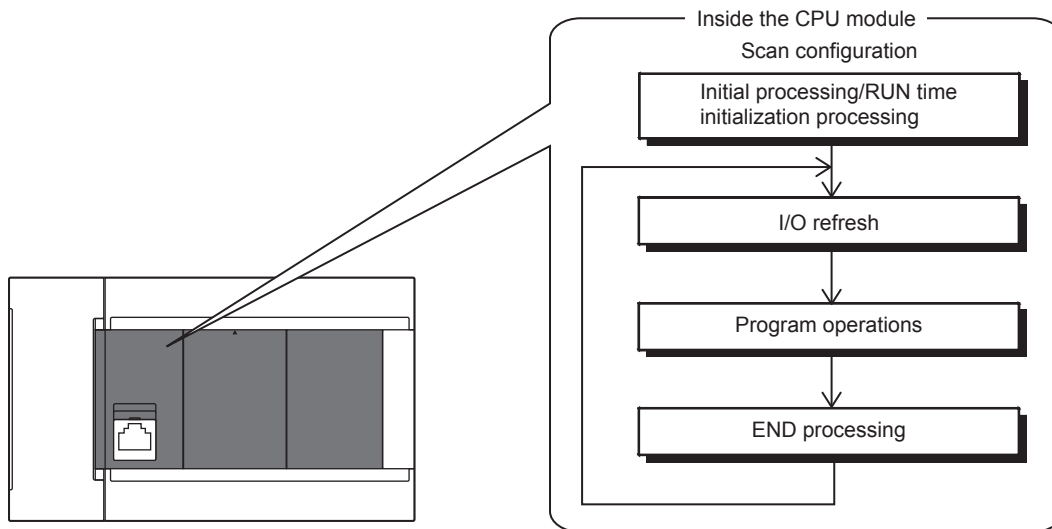 Inside the CPU module
Scan configuration
Initial processing/RUN time
initialization processing
I/O refresh
Program operations
END processing